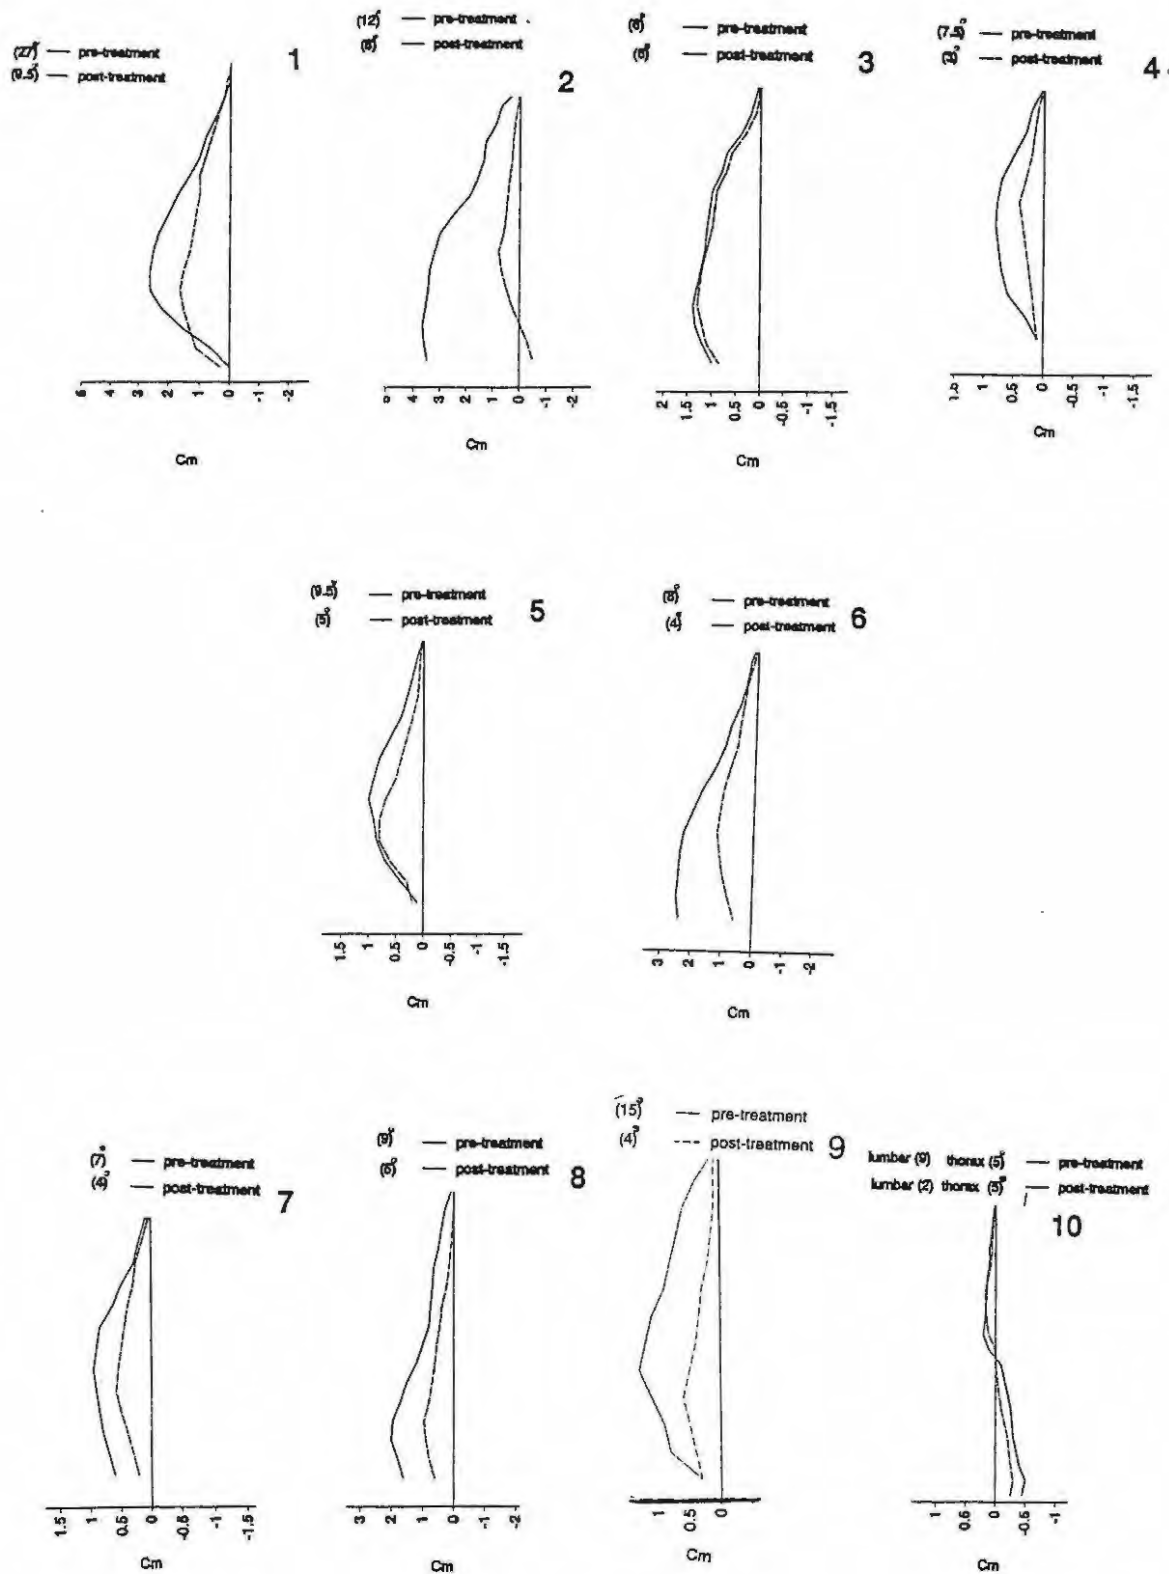 (27)° — pre-treatment
(9.5)° — post-treatment
1
5 4 3 2 1 0 -1 -2
Cm
(12)° — pre-treatment
— post-treatment
2
5 4 3 2 1 0 -1 -2
Cm
— pre-treatment
— post-treatment
3
2 1.5 1 0.5 0 -0.5 -1 -1.5
Cm
(7.5)° — pre-treatment
--- post-treatment
4
1.5 1 0.5 0 -0.5 -1 -1.5
Cm
(9.5)° — pre-treatment
(5)° — post-treatment
5
1.5 1 0.5 0 -0.5 -1 -1.5
Cm
(8)° — pre-treatment
(4)° — post-treatment
6
3 2 1 0 -1 -2
Cm
(7)° — pre-treatment
(4)° — post-treatment
7
1.5 1 0.5 0 -0.5 -1 -1.5
Cm
(9)° — pre-treatment
— post-treatment
8
3 2 1 0 -1 -2
Cm
(15)° — pre-treatment
(4)° --- post-treatment
9
1 0.5 0
Cm
lumbar (9) thorax (5)° — pre-treatment
lumbar (2) thorax (5)° — post-treatment
10
1 0.5 0 -0.5 -1
Cm